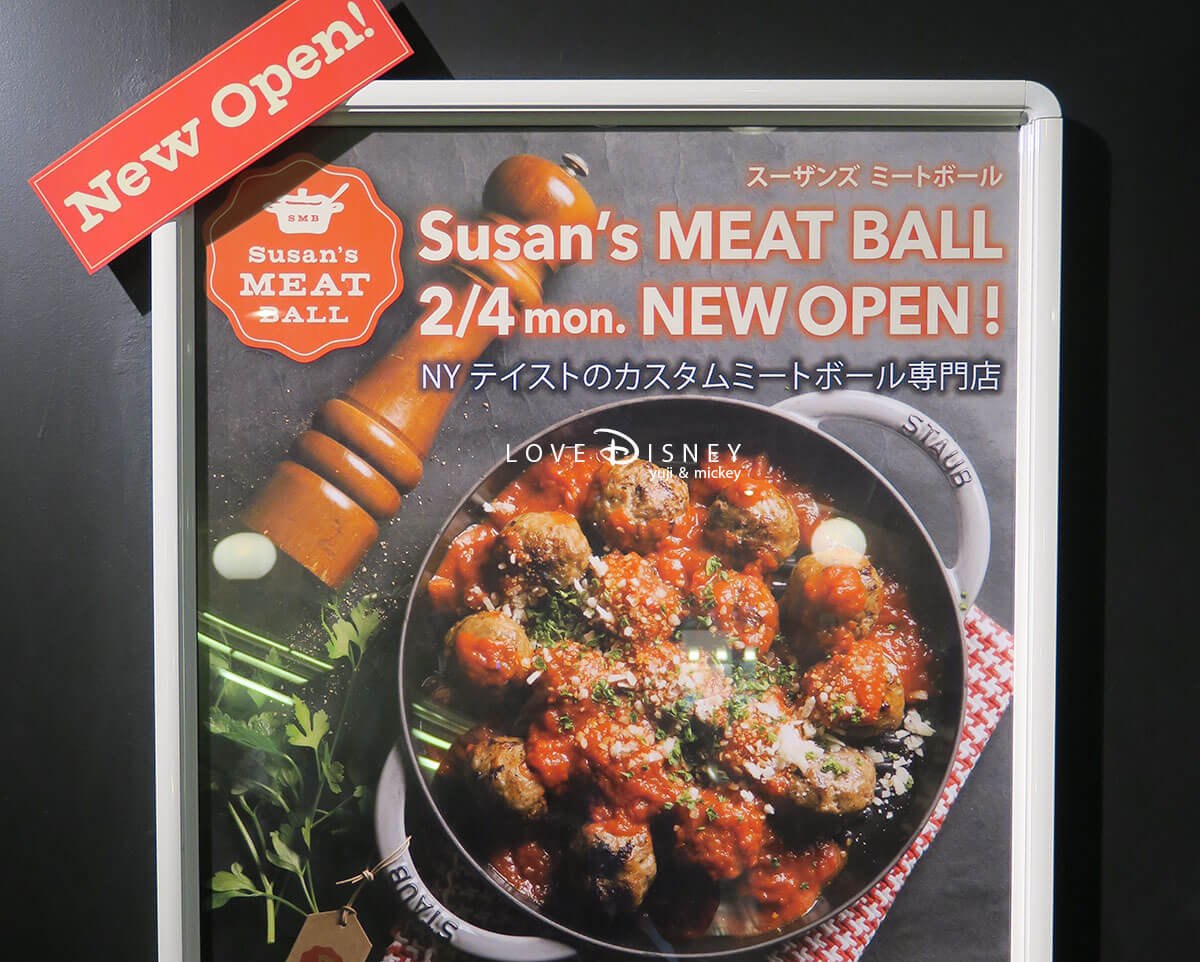 New Open!
SMB
Susan's
MEAT
BALL
スーザンズ ミートボール
Susan's MEAT BALL
2/4 mon. NEW OPEN!
NY テイストのカスタムミートボール専門店
STAUB
LOVE DISNEY
yuji & mickey
STAUB